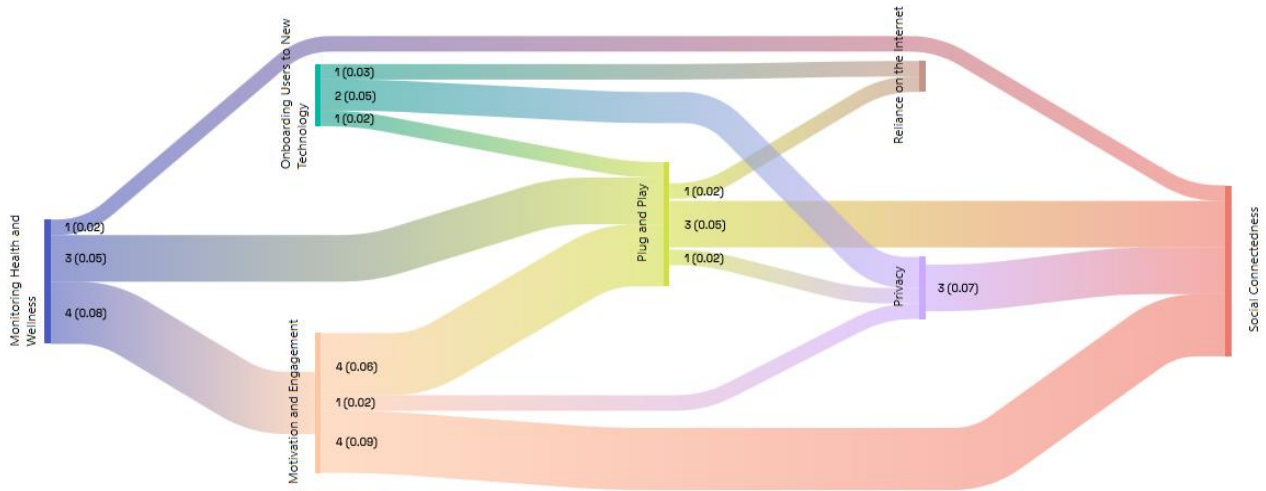 Monitoring Health and
Wellness
1 (0.02)
3 (0.05)
4 (0.08)
Onboarding Users to New
Technology
1 (0.03)
2 (0.05)
1 (0.02)
Motivation and Engagement
4 (0.06)
1 (0.02)
4 (0.09)
Plug and Play
1 (0.02)
3 (0.05)
1 (0.02)
Reliance on the Internet
Privacy
3 (0.07)
Social Connectedness